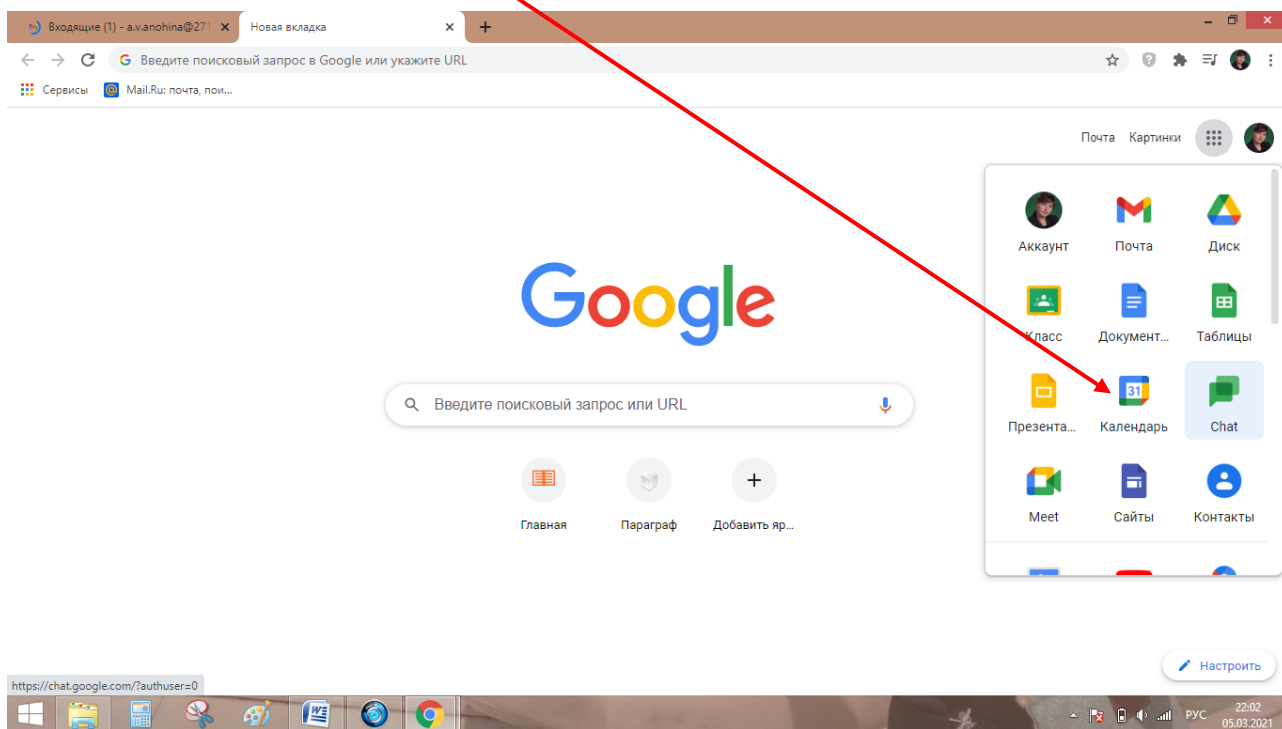 Входящие (1) - a.v.anohina@271
Новая вкладка
Введите поисковый запрос в Google или укажите URL
Сервисы
Mail.Ru: почта, пои...
Почта Картинки
Аккаунт Почта Диск
Класс Документ... Таблицы
31
Презента... Календарь Chat
Meet Сайты Контакты
Google
Введите поисковый запрос или URL
Главная Параграф Добавить яр...
Настроить
https://chat.google.com/?authuser=0
РУС
22:02
05.03.2021